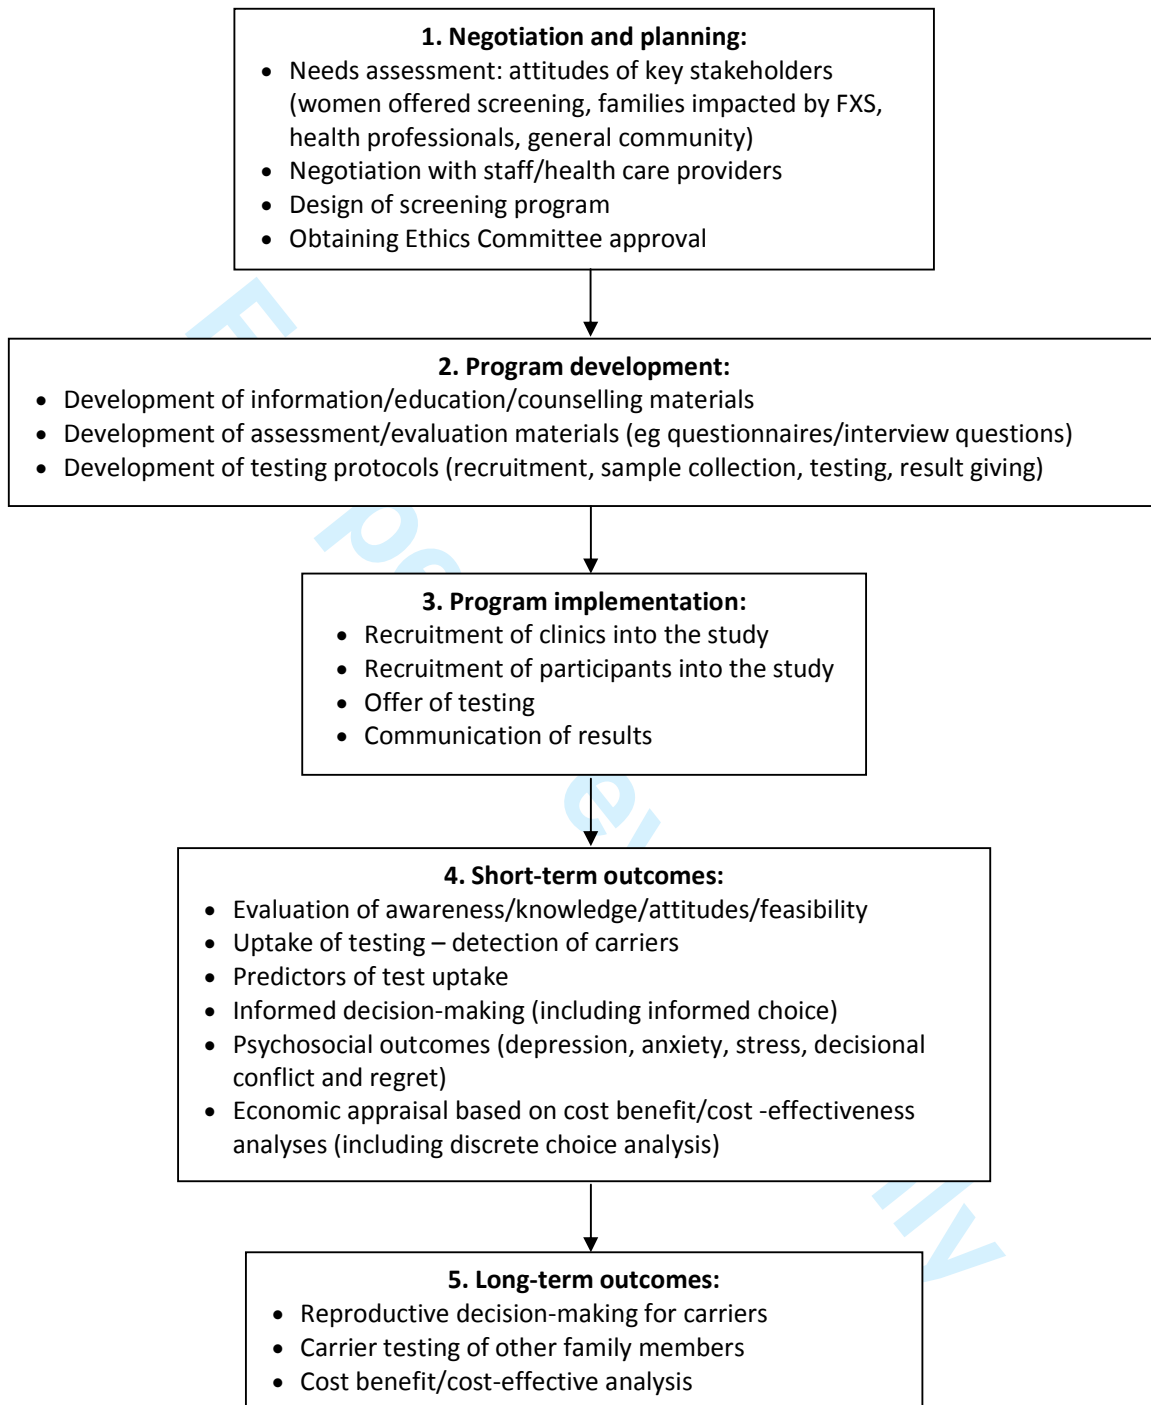 1. Negotiation and planning:
• Needs assessment: attitudes of key stakeholders
(women offered screening, families impacted by FXS,
health professionals, general community)
• Negotiation with staff/health care providers
• Design of screening program
• Obtaining Ethics Committee approval
2. Program development:
• Development of information/education/counselling materials
• Development of assessment/evaluation materials (eg questionnaires/interview questions)
• Development of testing protocols (recruitment, sample collection, testing, result giving)
3. Program implementation:
• Recruitment of clinics into the study
• Recruitment of participants into the study
• Offer of testing
• Communication of results
4. Short-term outcomes:
• Evaluation of awareness/knowledge/attitudes/feasibility
• Uptake of testing – detection of carriers
• Predictors of test uptake
• Informed decision-making (including informed choice)
• Psychosocial outcomes (depression, anxiety, stress, decisional
conflict and regret)
• Economic appraisal based on cost benefit/cost -effectiveness
analyses (including discrete choice analysis)
5. Long-term outcomes:
• Reproductive decision-making for carriers
• Carrier testing of other family members
• Cost benefit/cost-effective analysis